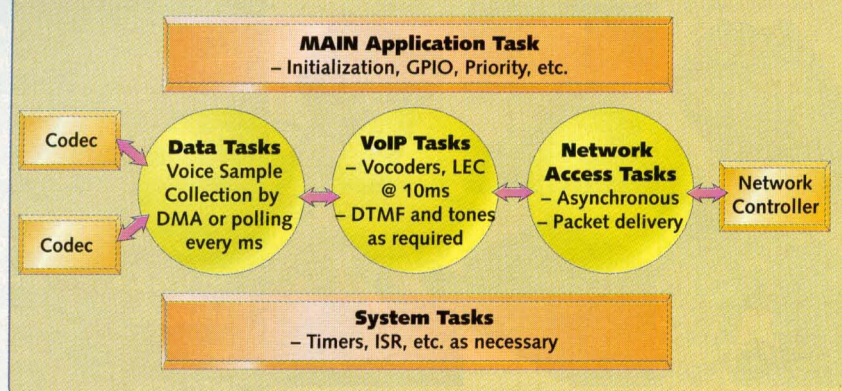 MAIN Application Task
– Initialization, GPIO, Priority, etc.
Codec
Codec
Data Tasks
Voice Sample
Collection by
DMA or polling
every ms
VoIP Tasks
– Vocoders, LEC
@ 10ms
– DTMF and tones
as required
Network
Access Tasks
– Asynchronous
– Packet delivery
Network
Controller
System Tasks
– Timers, ISR, etc. as necessary